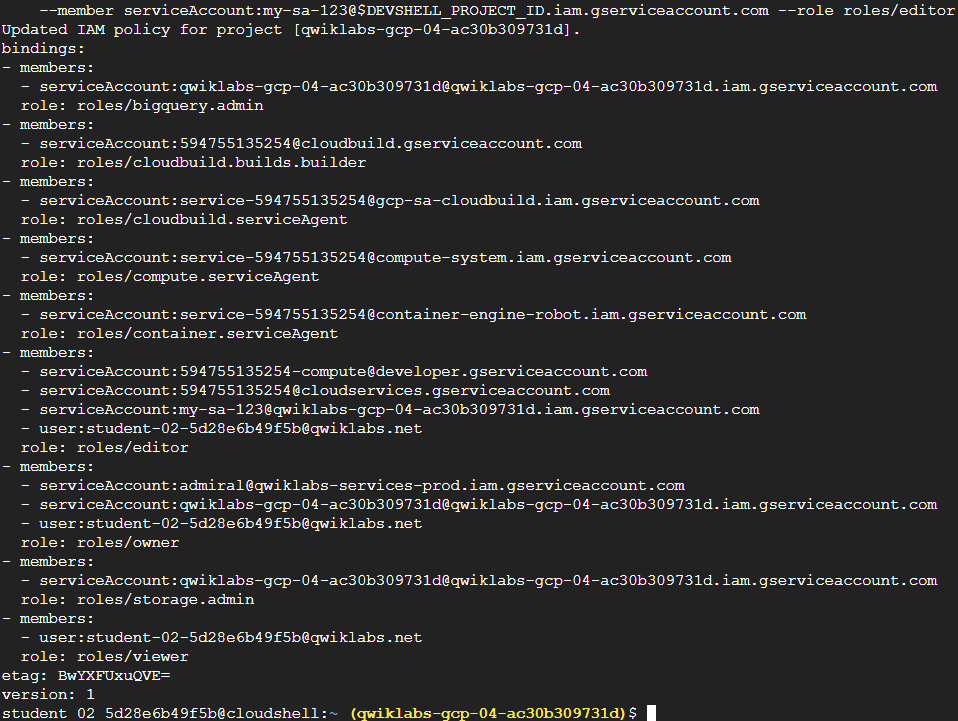 --member serviceAccount:my-sa-123@$DEVSHELL_PROJECT_ID.iam.gserviceaccount.com --role roles/editor
Updated IAM policy for project [qwiklabs-gcp-04-ac30b309731d].
bindings:
- members:
  - serviceAccount:qwiklabs-gcp-04-ac30b309731d@qwiklabs-gcp-04-ac30b309731d.iam.gserviceaccount.com
  role: roles/bigquery.admin
- members:
  - serviceAccount:594755135254@cloudbuild.gserviceaccount.com
  role: roles/cloudbuild.builds.builder
- members:
  - serviceAccount:service-594755135254@gcp-sa-cloudbuild.iam.gserviceaccount.com
  role: roles/cloudbuild.serviceAgent
- members:
  - serviceAccount:service-594755135254@compute-system.iam.gserviceaccount.com
  role: roles/compute.serviceAgent
- members:
  - serviceAccount:service-594755135254@container-engine-robot.iam.gserviceaccount.com
  role: roles/container.serviceAgent
- members:
  - serviceAccount:594755135254-compute@developer.gserviceaccount.com
  - serviceAccount:594755135254@cloudservices.gserviceaccount.com
  - serviceAccount:my-sa-123@qwiklabs-gcp-04-ac30b309731d.iam.gserviceaccount.com
  - user:student-02-5d28e6b49f5b@qwiklabs.net
  role: roles/editor
- members:
  - serviceAccount:admiral@qwiklabs-services-prod.iam.gserviceaccount.com
  - serviceAccount:qwiklabs-gcp-04-ac30b309731d@qwiklabs-gcp-04-ac30b309731d.iam.gserviceaccount.com
  - user:student-02-5d28e6b49f5b@qwiklabs.net
  role: roles/owner
- members:
  - serviceAccount:qwiklabs-gcp-04-ac30b309731d@qwiklabs-gcp-04-ac30b309731d.iam.gserviceaccount.com
  role: roles/storage.admin
- members:
  - user:student-02-5d28e6b49f5b@qwiklabs.net
  role: roles/viewer
etag: BwYXFUxuQVE=
version: 1
student_02_5d28e6b49f5b@cloudshell:~ (qwiklabs-gcp-04-ac30b309731d)$